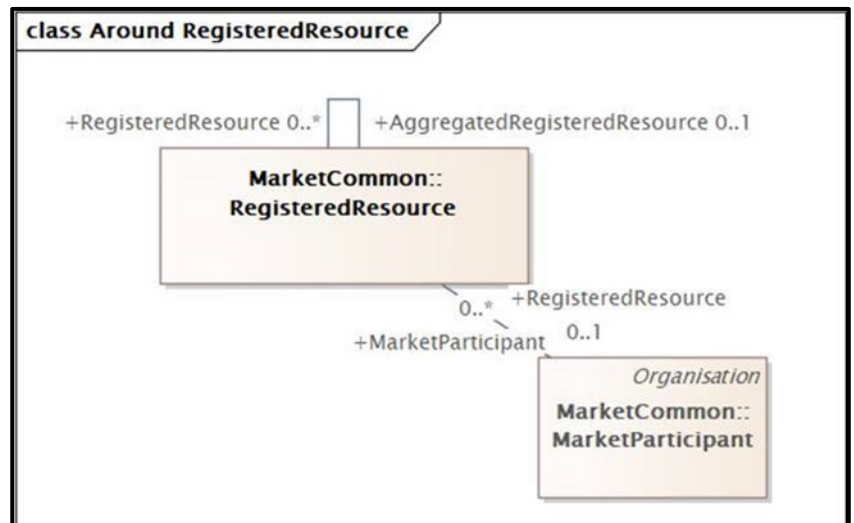 class Around RegisteredResource
+RegisteredResource 0..* +AggregatedRegisteredResource 0..1
MarketCommon::
RegisteredResource
0..* +RegisteredResource
+MarketParticipant 0..1
Organisation
MarketCommon::
MarketParticipant